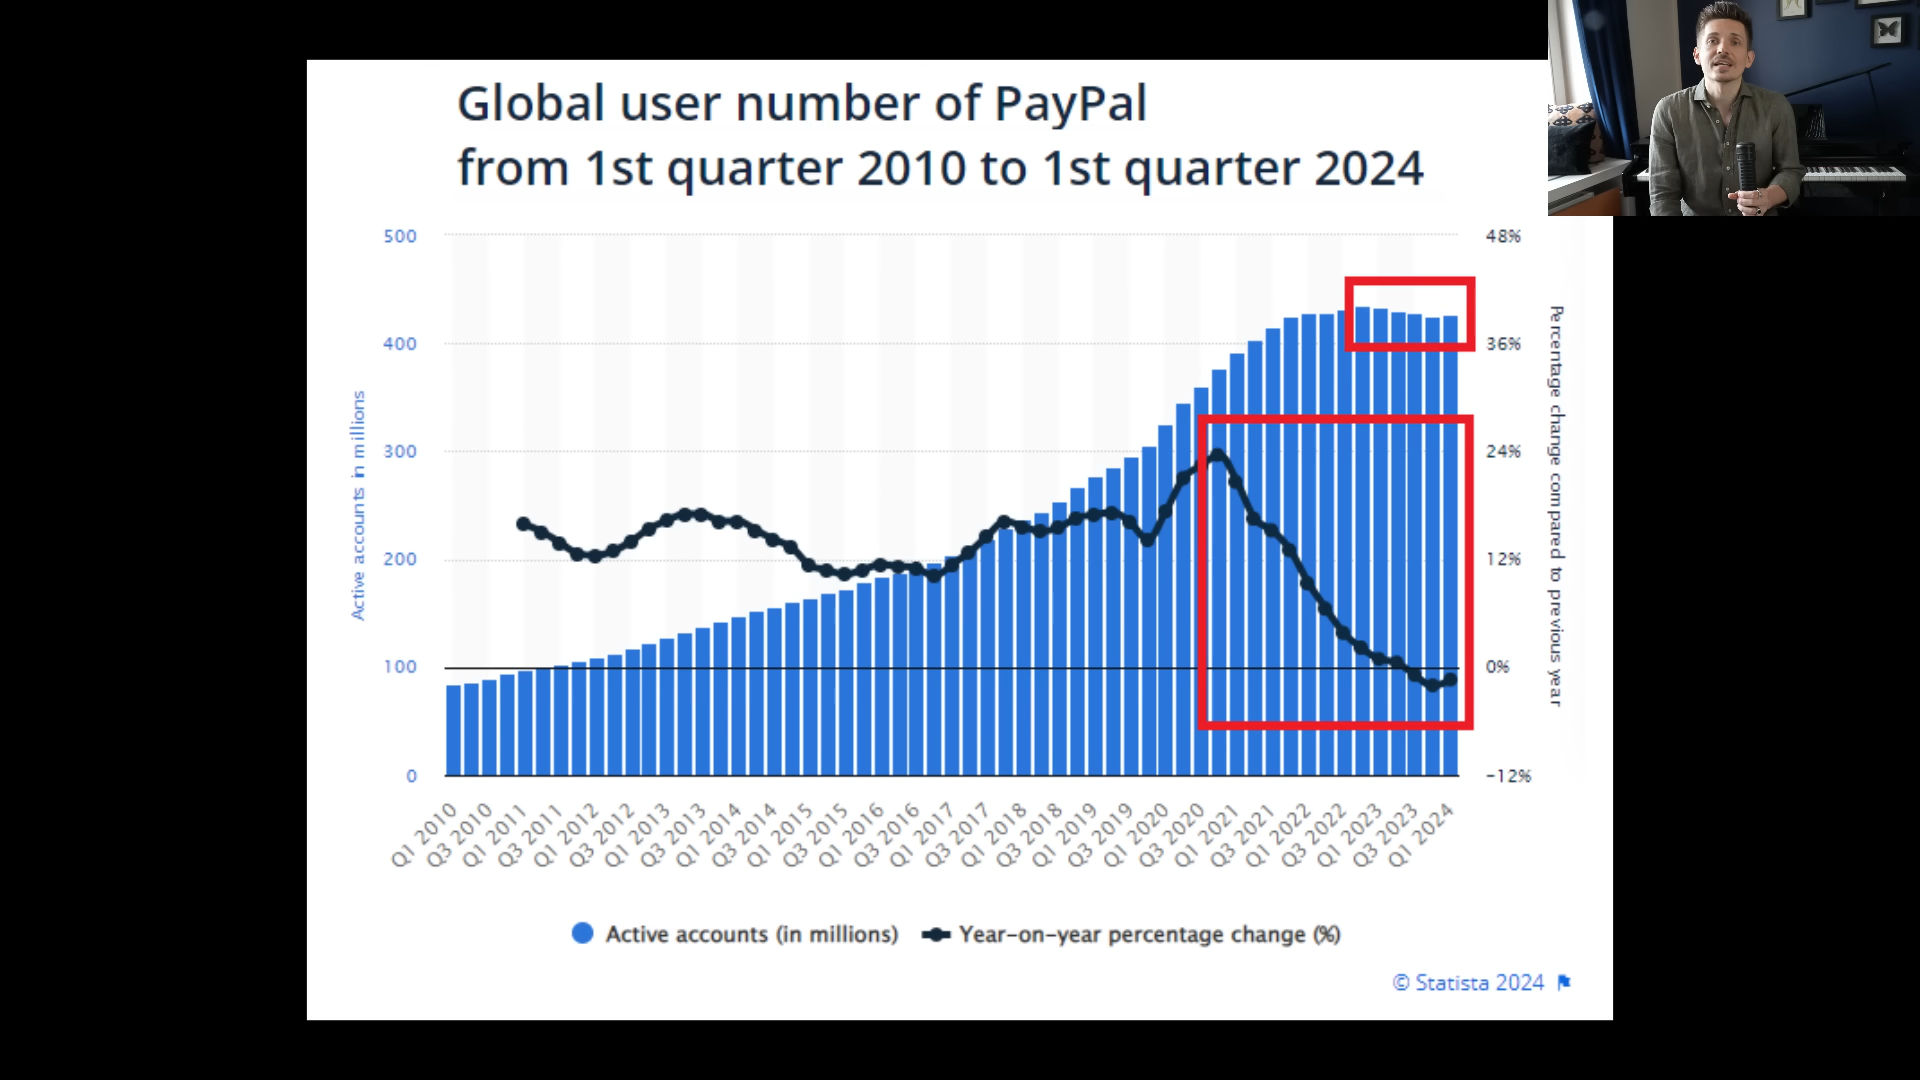 Global user number of PayPal
from 1st quarter 2010 to 1st quarter 2024
500
400
300
200
100
0
Active accounts in millions
48%
36%
24%
12%
0%
-12%
Percentage change compared to previous year
Q1 2010
Q3 2010
Q1 2011
Q3 2011
Q1 2012
Q3 2012
Q1 2013
Q3 2013
Q1 2014
Q3 2014
Q1 2015
Q3 2015
Q1 2016
Q3 2016
Q1 2017
Q3 2017
Q1 2018
Q3 2018
Q1 2019
Q3 2019
Q1 2020
Q3 2020
Q1 2021
Q3 2021
Q1 2022
Q3 2022
Q1 2023
Q3 2023
Q1 2024
Active accounts (in millions)
Year-on-year percentage change (%)
© Statista 2024